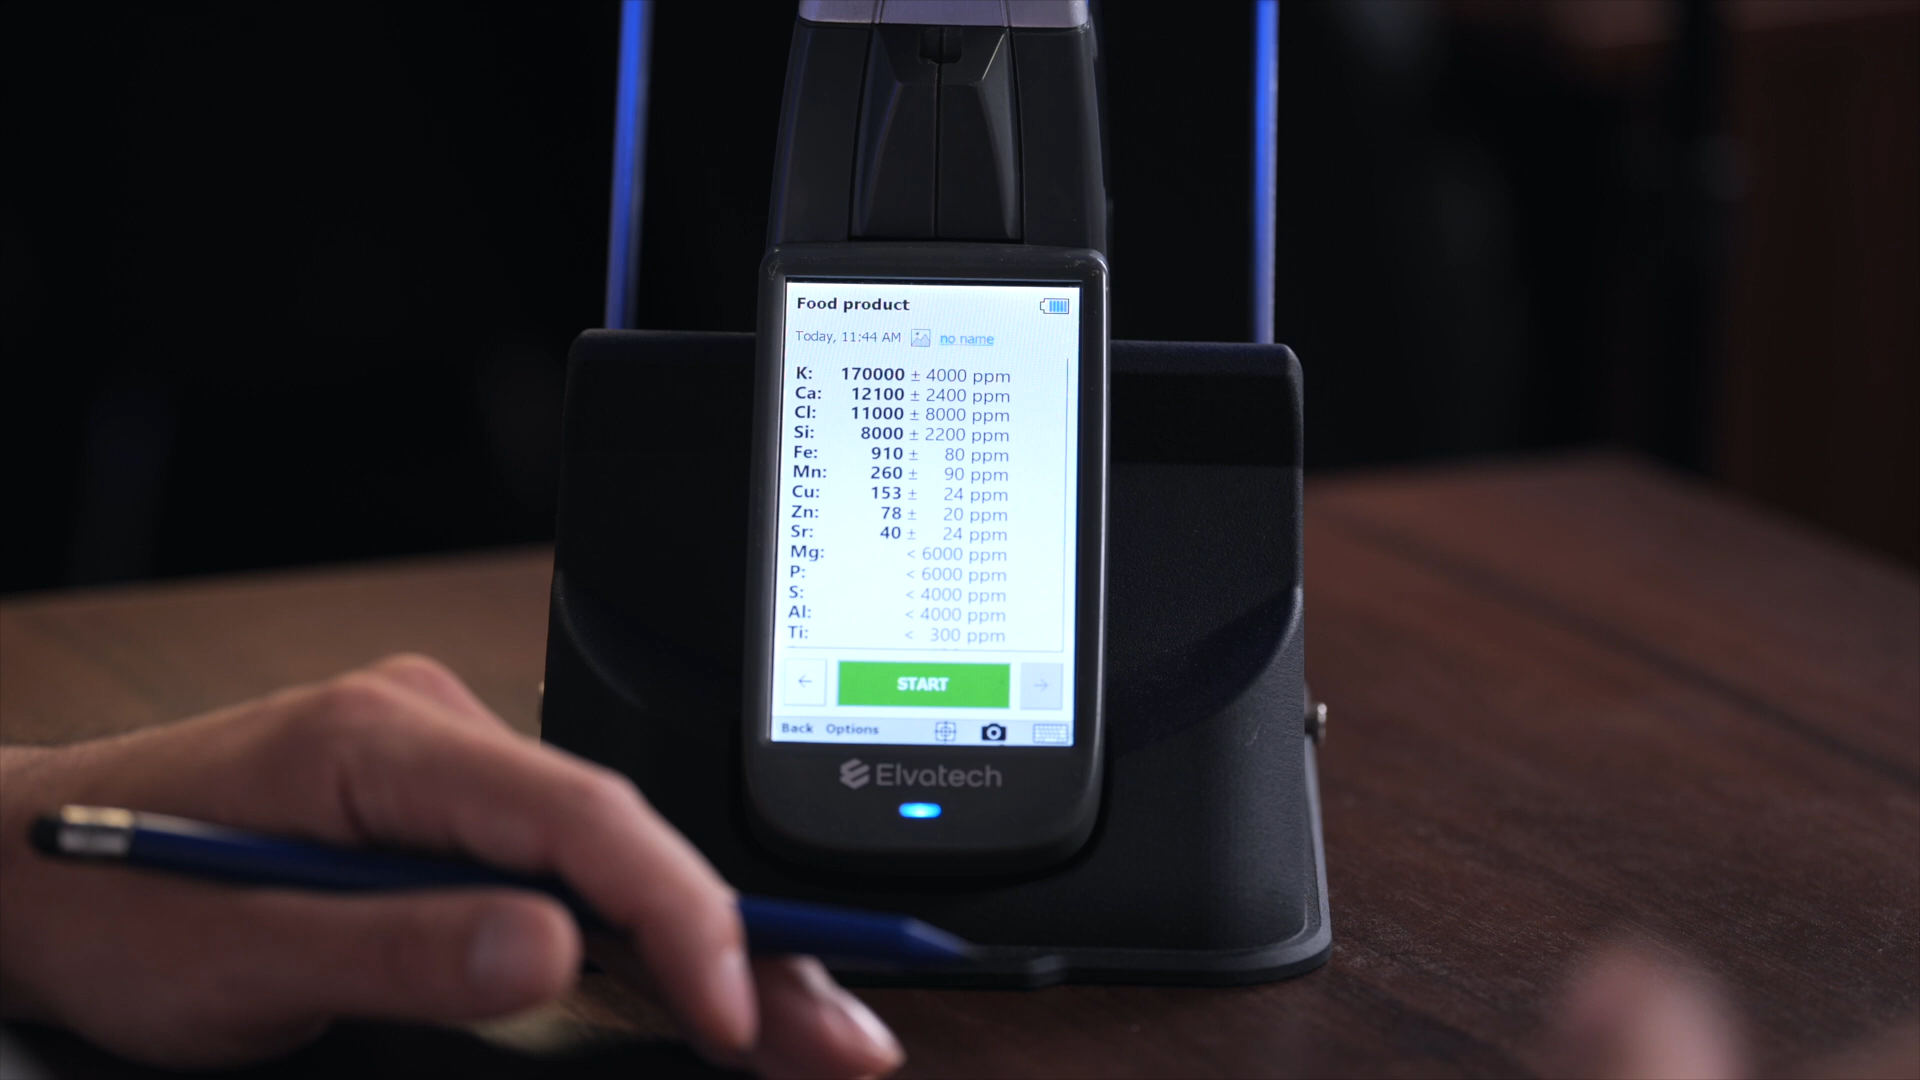 Food product
Today, 11:44 AM no name
K: 170000 ± 4000 ppm
Ca: 12100 ± 2400 ppm
Cl: 11000 ± 8000 ppm
Si: 8000 ± 2200 ppm
Fe: 910 ± 80 ppm
Mn: 260 ± 90 ppm
Cu: 153 ± 24 ppm
Zn: 78 ± 20 ppm
Sr: 40 ± 24 ppm
Mg: < 6000 ppm
P: < 6000 ppm
S: < 4000 ppm
Al: < 4000 ppm
Ti: < 300 ppm
← START →
Back Options
Elvatech